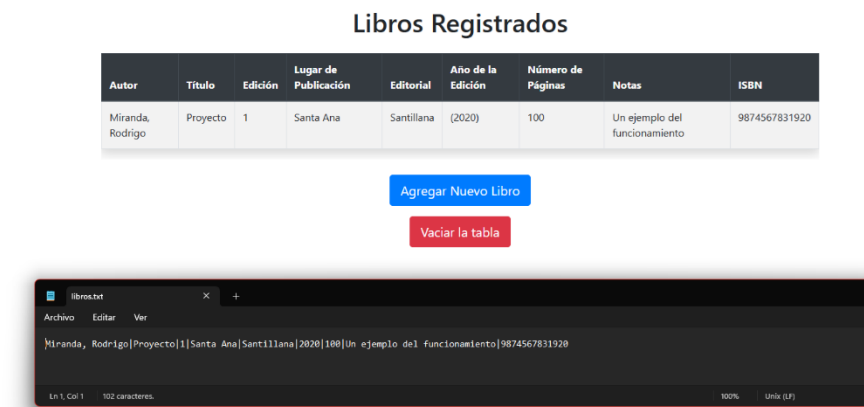 Libros Registrados
Autor Título Edición Lugar de Publicación Editorial Año de la Edición Número de Páginas Notas ISBN
Miranda, Rodrigo Proyecto 1 Santa Ana Santillana (2020) 100 Un ejemplo del funcionamiento 9874567831920
Agregar Nuevo Libro
Vaciar la tabla
libros.txt × +
Archivo Editar Ver
Miranda, Rodrigo|Proyecto|1|Santa Ana|Santillana|2020|100|Un ejemplo del funcionamiento|9874567831920
Ln 1, Col 1 102 caracteres. 100% Unix (LF)